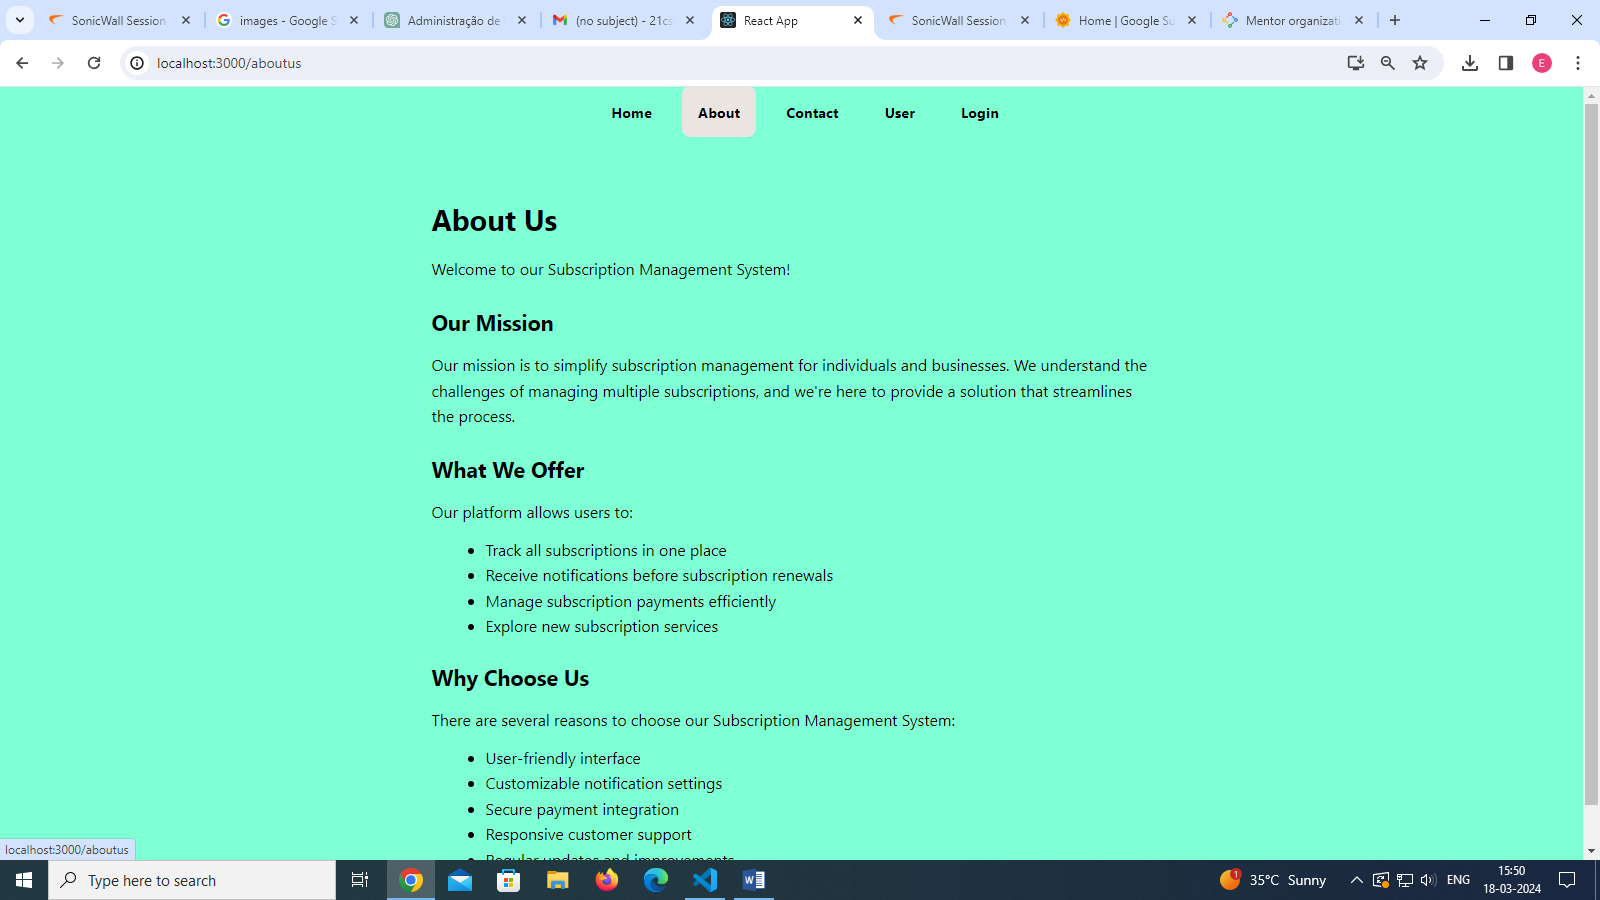 SonicWall Session
images - Google S
Administração de
(no subject) - 21cs
React App
SonicWall Session
Home | Google Su
Mentor organizati
localhost:3000/aboutus
E
Home About Contact User Login
About Us
Welcome to our Subscription Management System!
Our Mission
Our mission is to simplify subscription management for individuals and businesses. We understand the
challenges of managing multiple subscriptions, and we're here to provide a solution that streamlines
the process.
What We Offer
Our platform allows users to:
Track all subscriptions in one place
Receive notifications before subscription renewals
Manage subscription payments efficiently
Explore new subscription services
Why Choose Us
There are several reasons to choose our Subscription Management System:
User-friendly interface
Customizable notification settings
Secure payment integration
Responsive customer support
Regular updates and improvements
localhost:3000/aboutus
Type here to search
1
35°C Sunny
ENG
15:50
18-03-2024